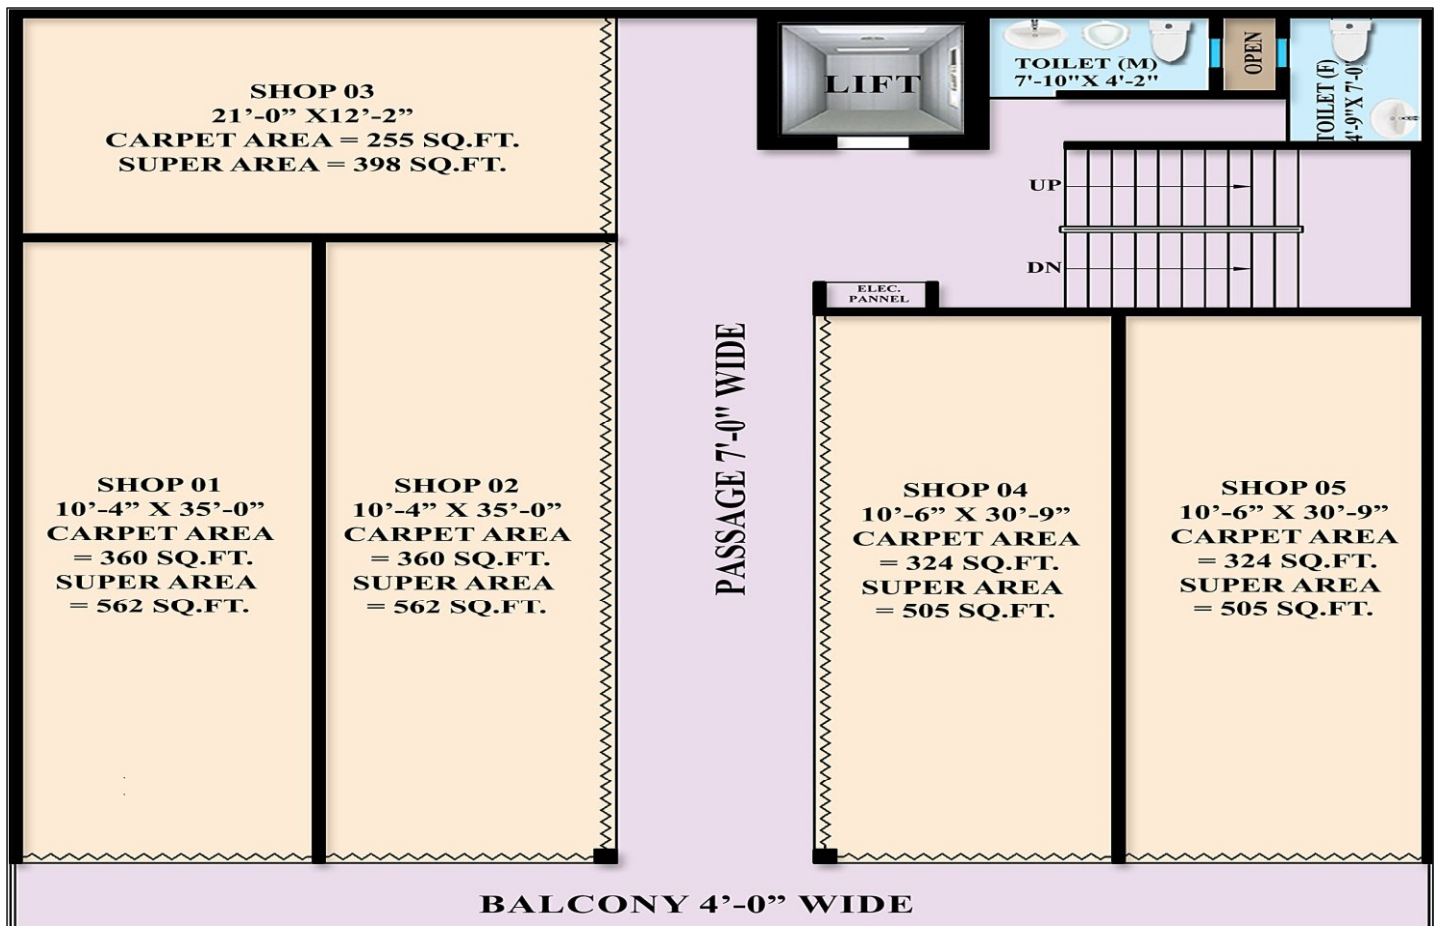 SHOP 03
21’-0” X12’-2”
CARPET AREA = 255 SQ.FT.
SUPER AREA = 398 SQ.FT.
LIFT
TOILET (M)
7'-10"X 4'-2"
OPEN
TOILET (F)
4'-9"X 7'-0
UP
DN
ELEC.
PANNEL
PASSAGE 7'-0" WIDE
SHOP 01
10’-4” X 35’-0”
CARPET AREA
= 360 SQ.FT.
SUPER AREA
= 562 SQ.FT.
SHOP 02
10’-4” X 35’-0”
CARPET AREA
= 360 SQ.FT.
SUPER AREA
= 562 SQ.FT.
SHOP 04
10’-6” X 30’-9”
CARPET AREA
= 324 SQ.FT.
SUPER AREA
= 505 SQ.FT.
SHOP 05
10’-6” X 30’-9”
CARPET AREA
= 324 SQ.FT.
SUPER AREA
= 505 SQ.FT.
BALCONY 4’-0” WIDE